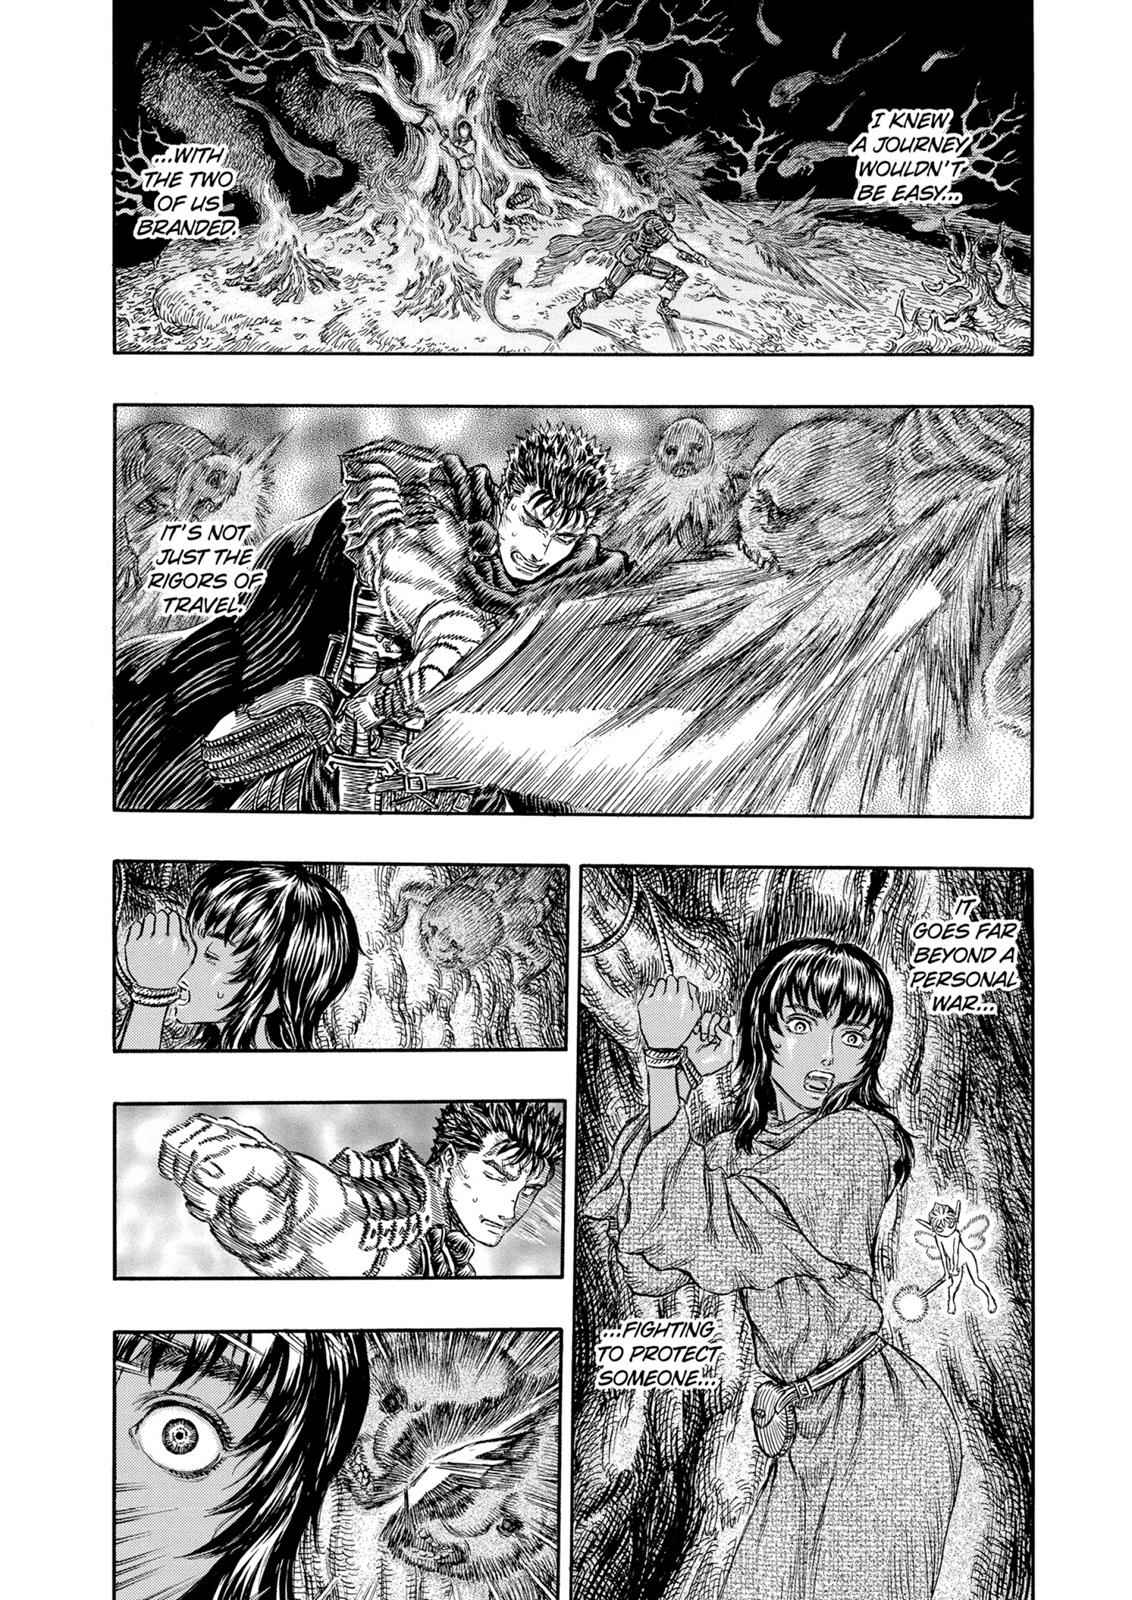 I KNEW
A JOURNEY
WOULDN'T
BE EASY...
...WITH
THE TWO
OF US
BRANDED.
IT'S NOT
JUST THE
RIGORS OF
TRAVEL.
IT
GOES FAR
BEYOND A
PERSONAL
WAR...
...FIGHTING
TO PROTECT
SOMEONE...